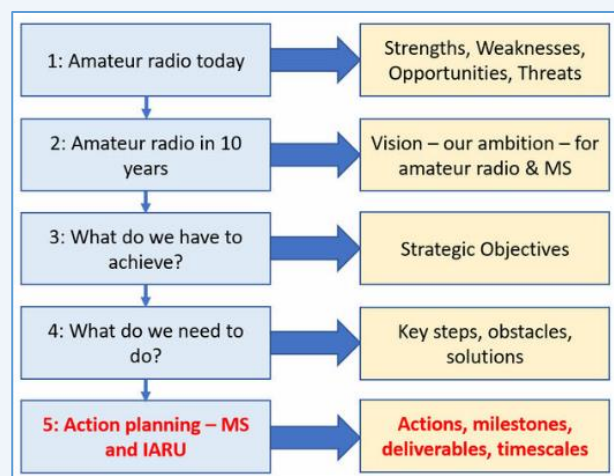 1: Amateur radio today
Strengths, Weaknesses,
Opportunities, Threats
2: Amateur radio in 10
years
Vision – our ambition – for
amateur radio & MS
3: What do we have to
achieve?
Strategic Objectives
4: What do we need to
do?
Key steps, obstacles,
solutions
5: Action planning – MS
and IARU
Actions, milestones,
deliverables, timescales